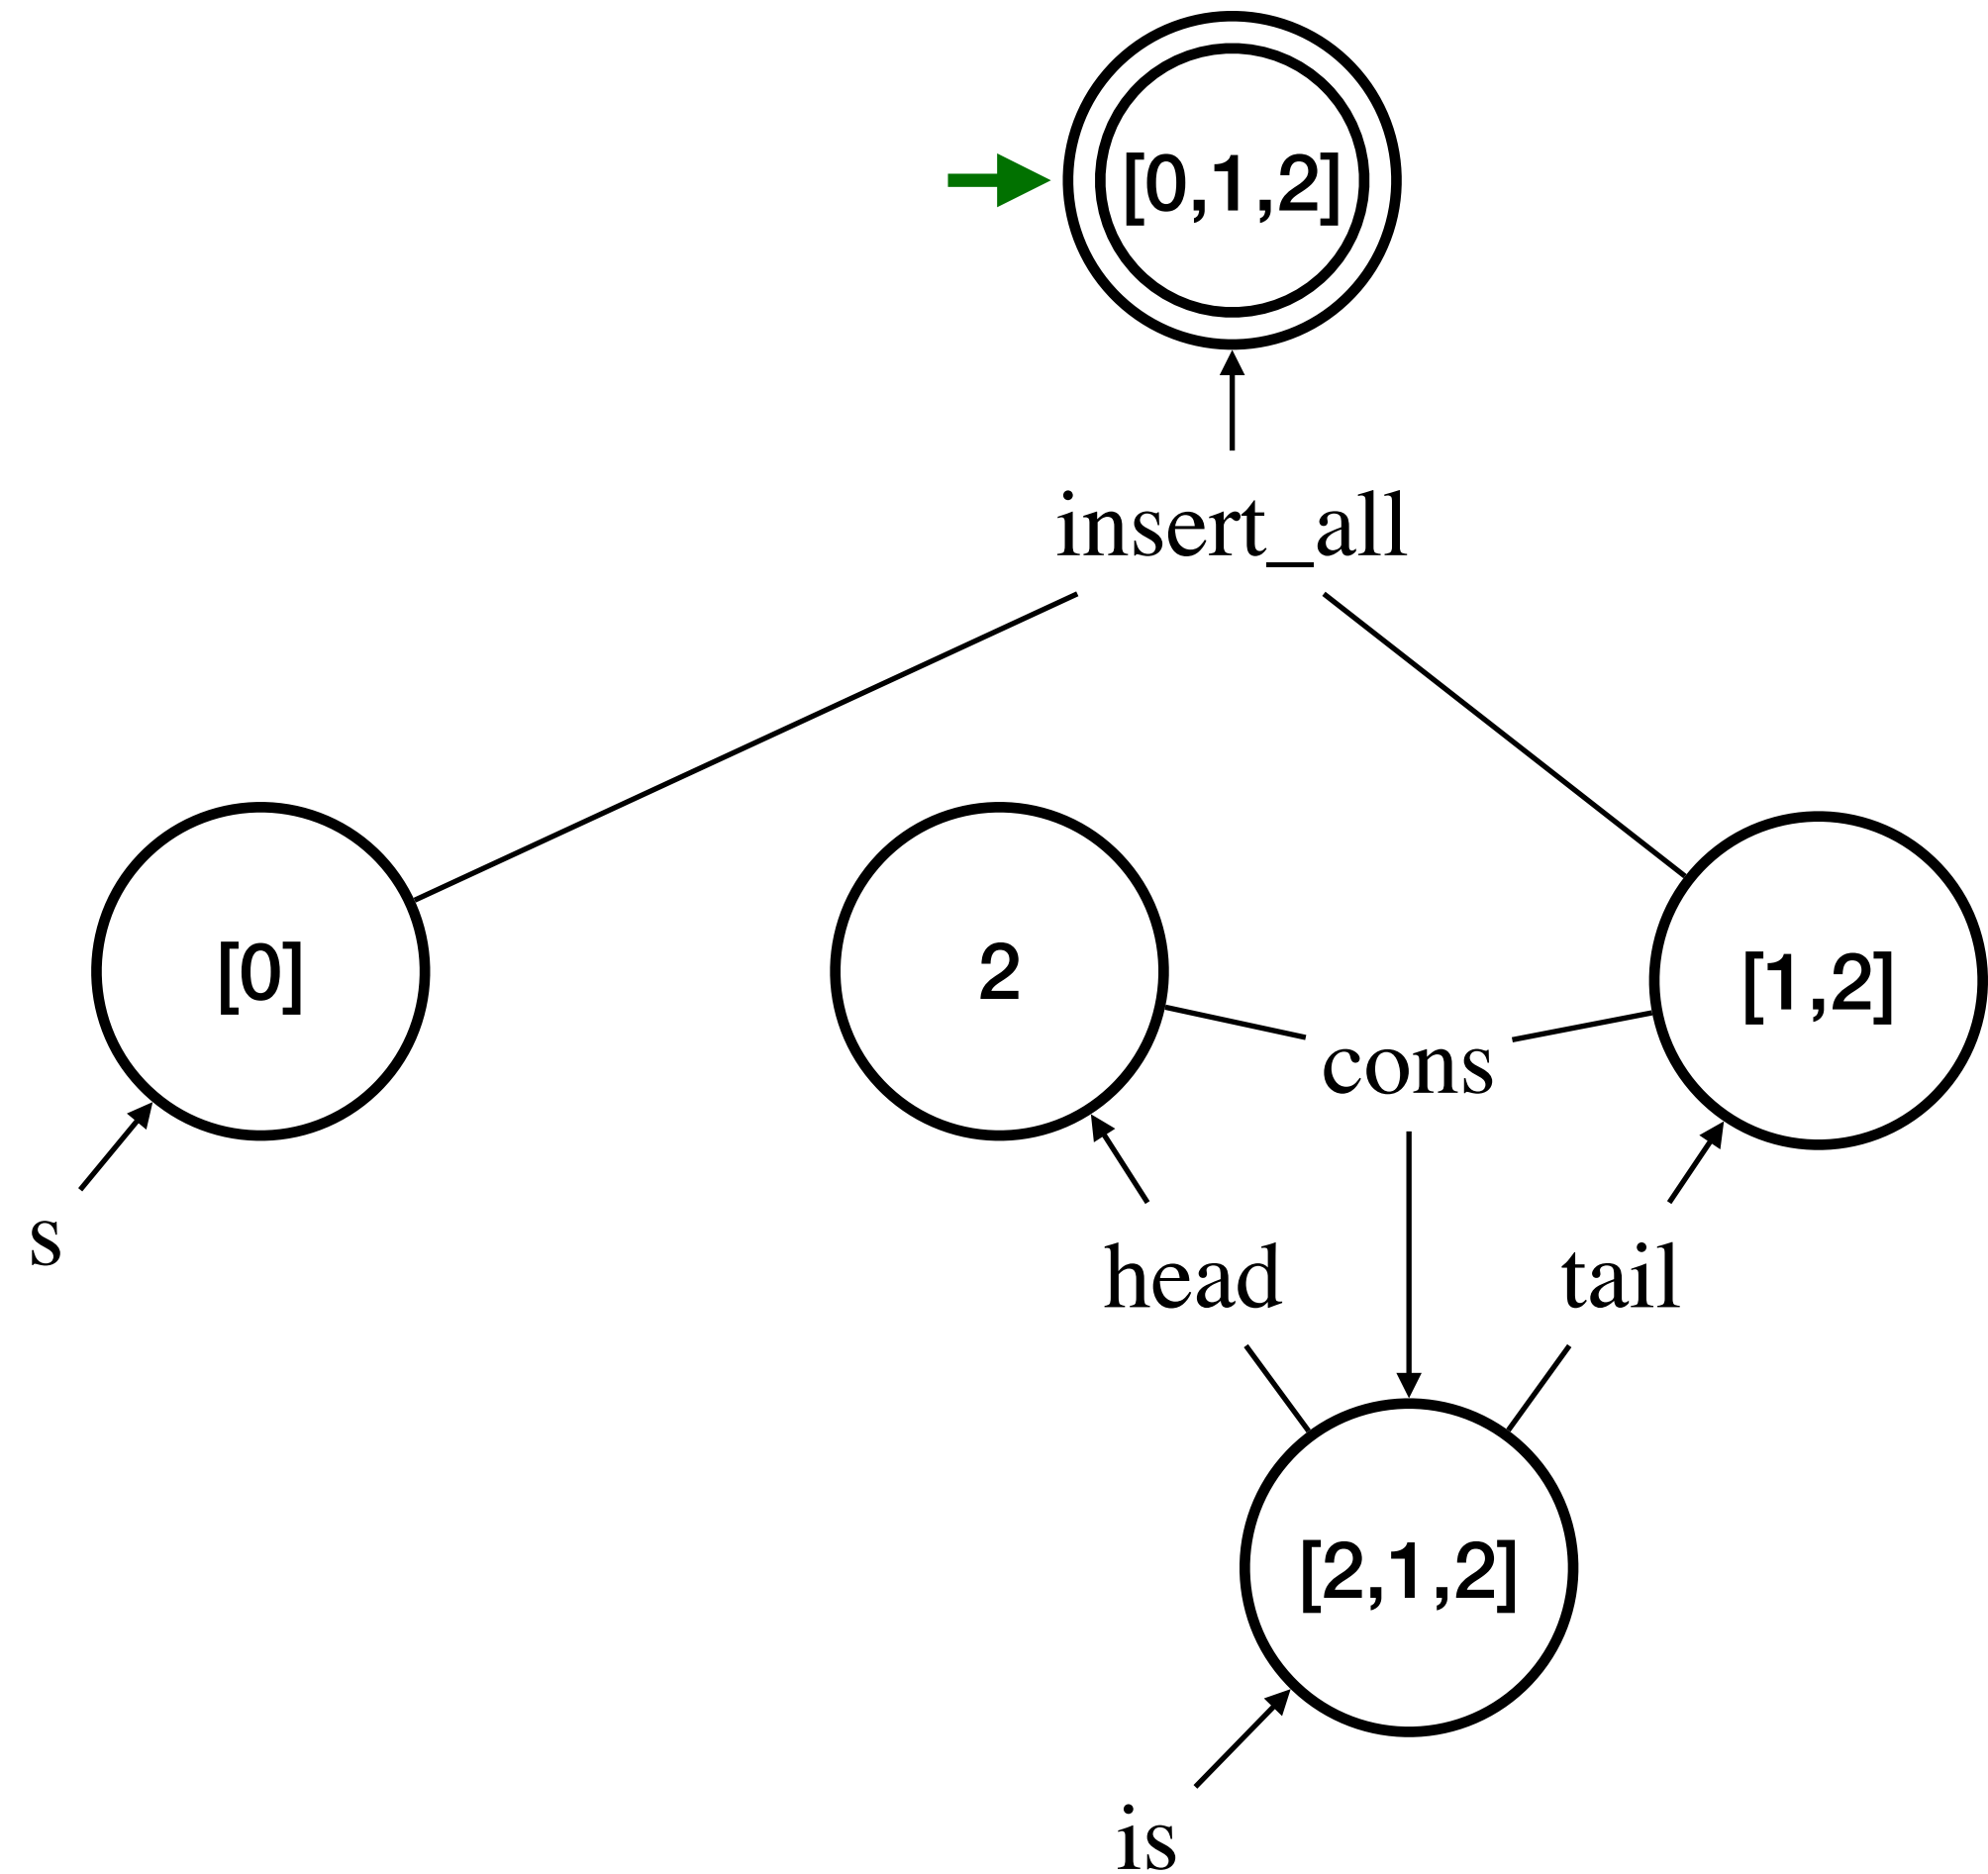 [0,1,2]
insert_all
[0]
2
[1,2]
cons
s
head
tail
[2,1,2]
is